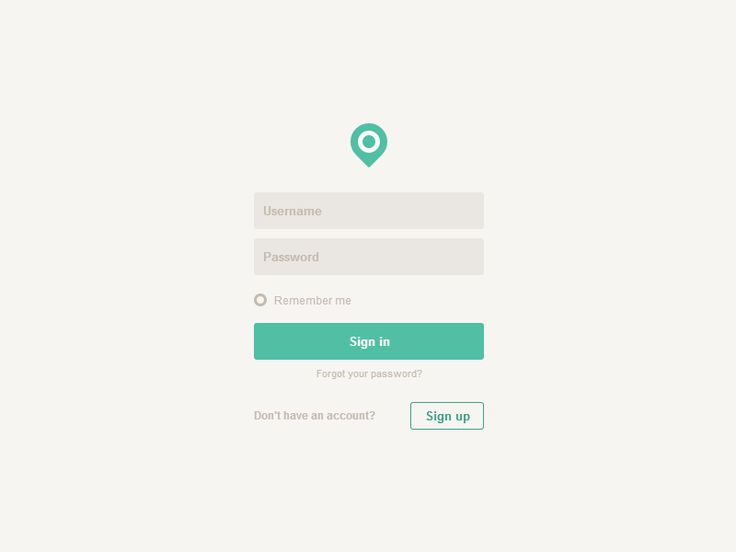 Username
Password
Remember me
Sign in
Forgot your password?
Don't have an account?
Sign up